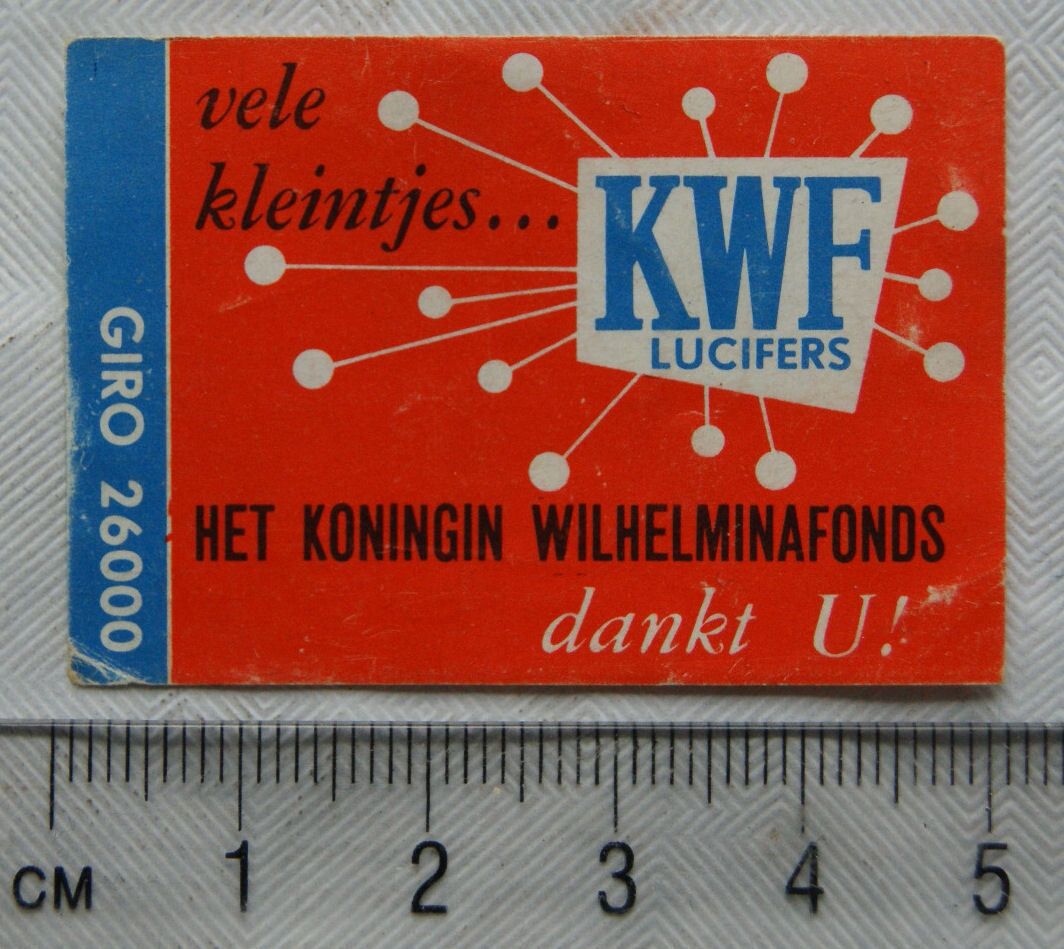 vele
kleintjes...
KWF
LUCIFERS
HET KONINGIN WILHELMINAFONDS
dankt U!
GIRO 26000
CM 1 2 3 4 5